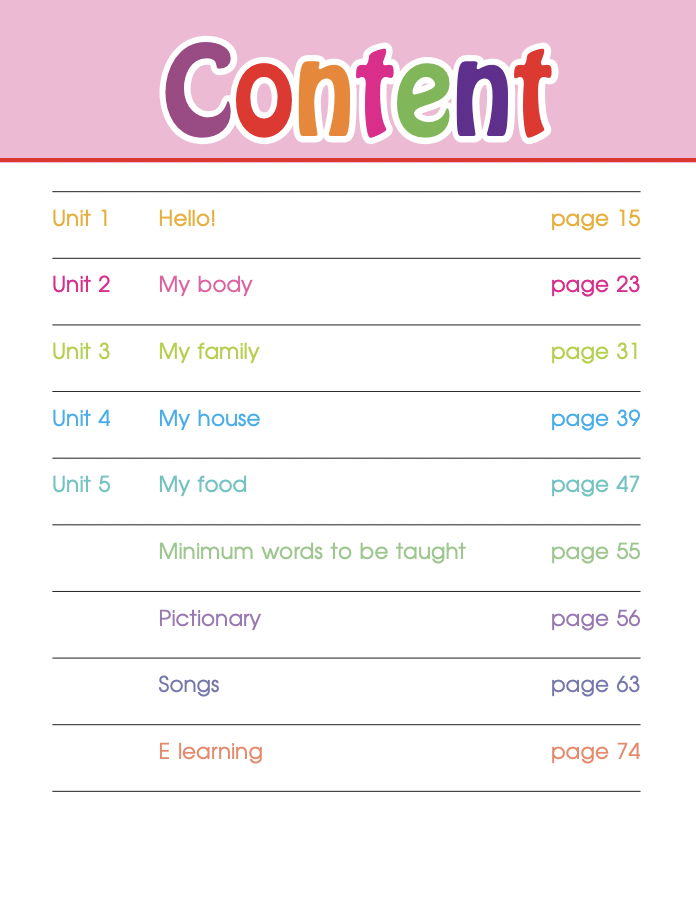 Content
Unit 1 Hello! page 15
Unit 2 My body page 23
Unit 3 My family page 31
Unit 4 My house page 39
Unit 5 My food page 47
Minimum words to be taught page 55
Pictionary page 56
Songs page 63
E learning page 74